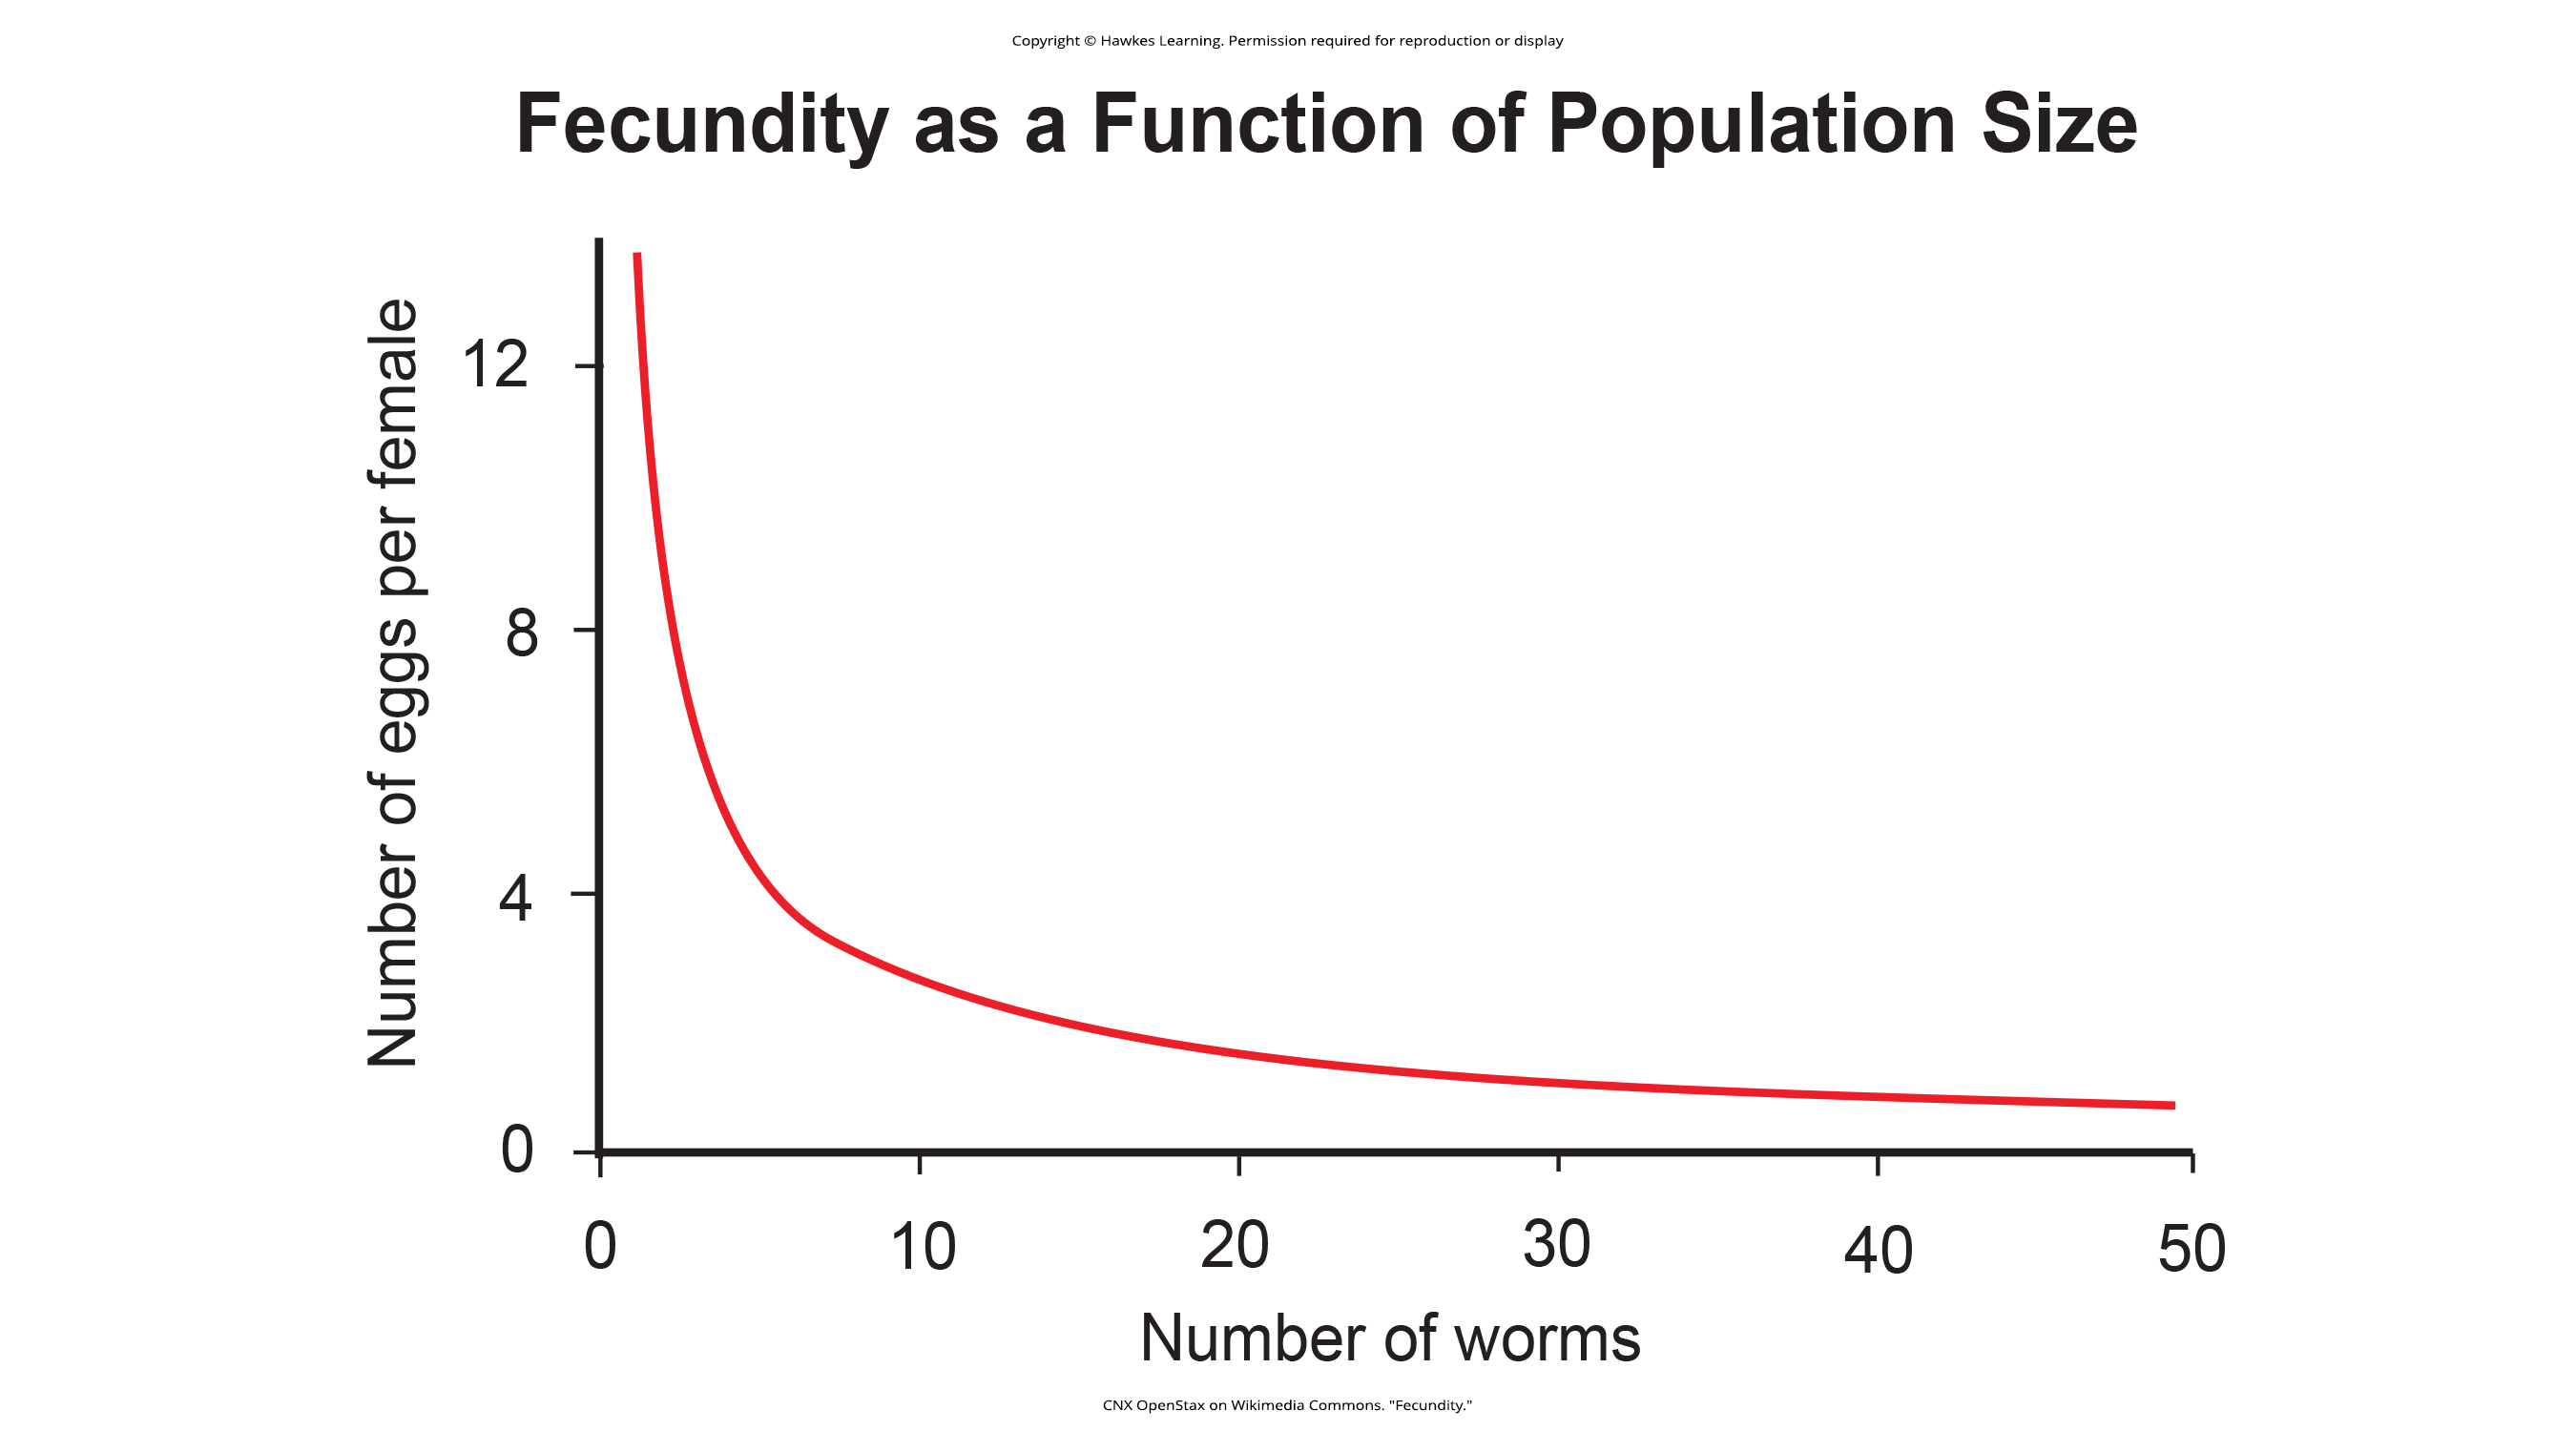 Copyright © Hawkes Learning. Permission required for reproduction or display
Fecundity as a Function of Population Size
Number of eggs per female
12
8
4
0
0 10 20 30 40 50
Number of worms
CNX OpenStax on Wikimedia Commons. "Fecundity."